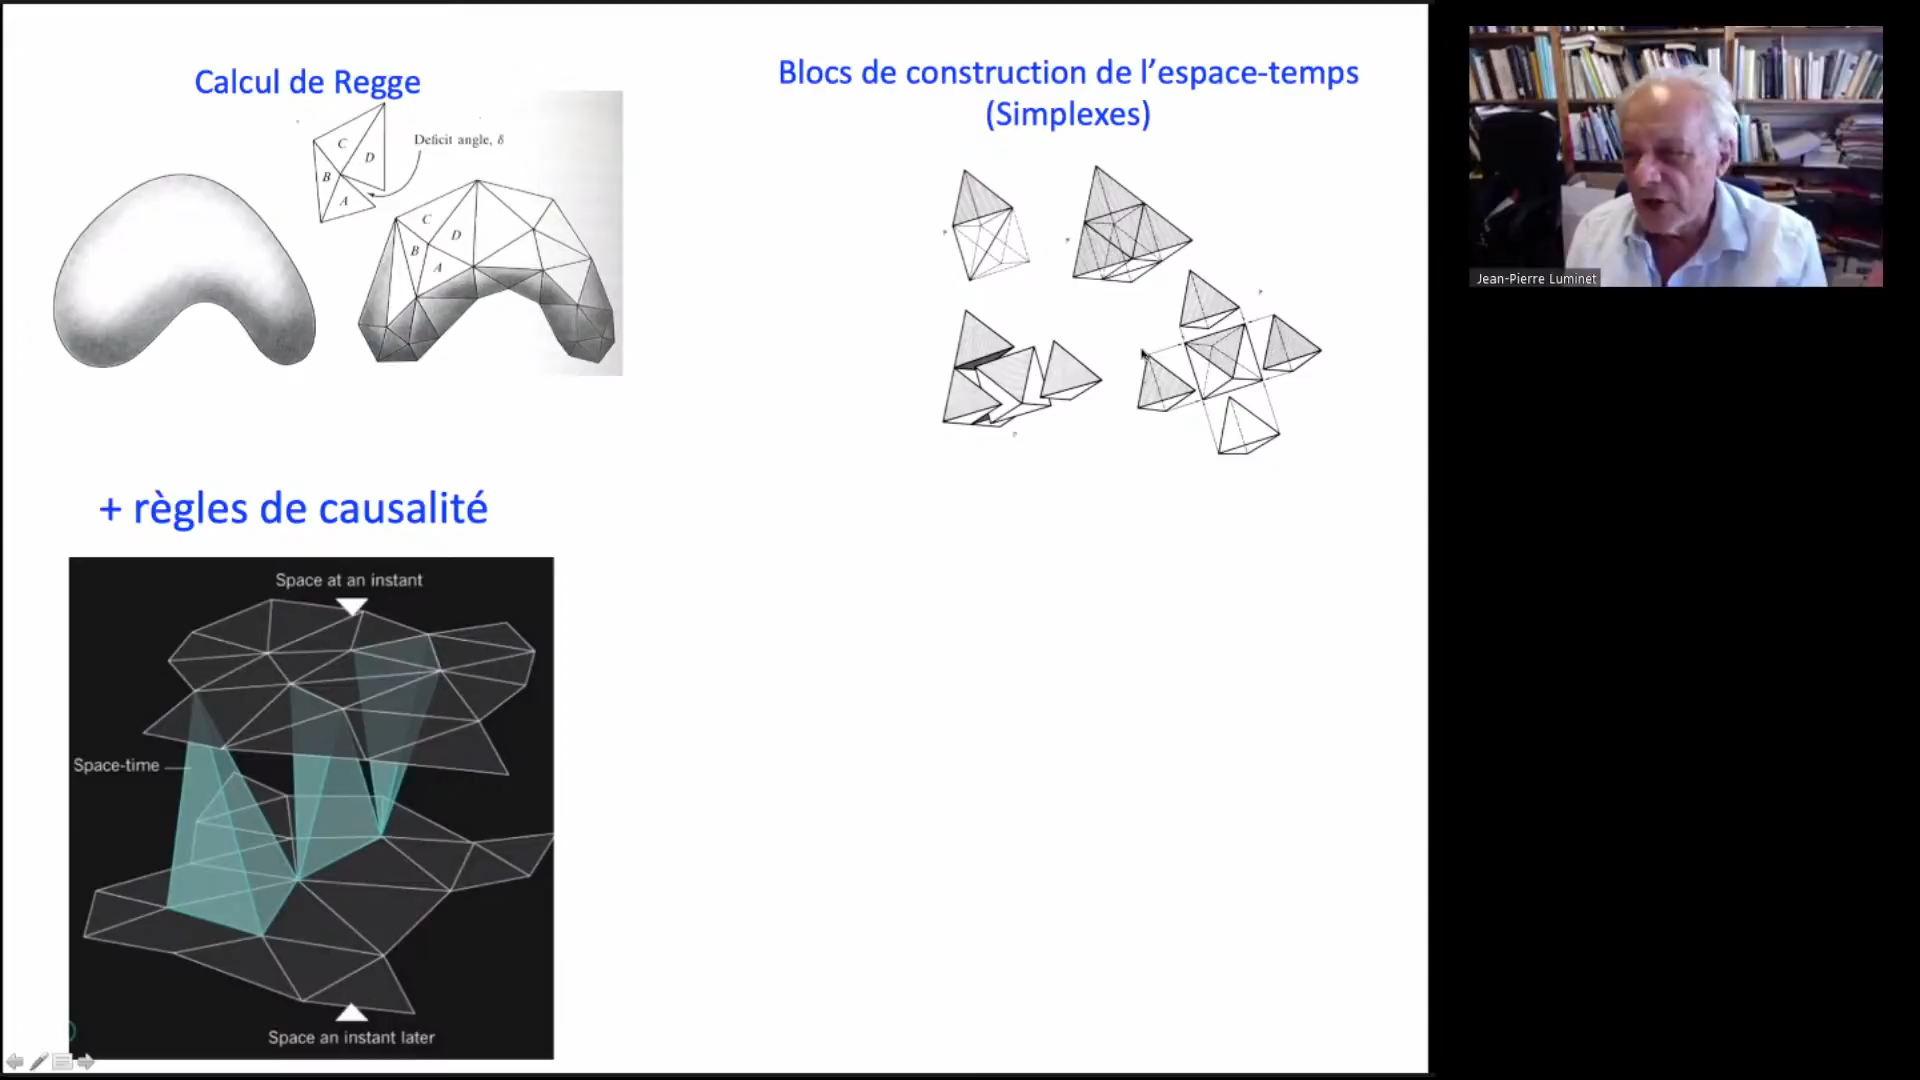 Calcul de Regge
C
D
B
A
Deficit angle, δ
C
D
B
A
Blocs de construction de l’espace-temps
(Simplexes)
+ règles de causalité
Space at an instant
Space-time
Space an instant later
Jean-Pierre Luminet